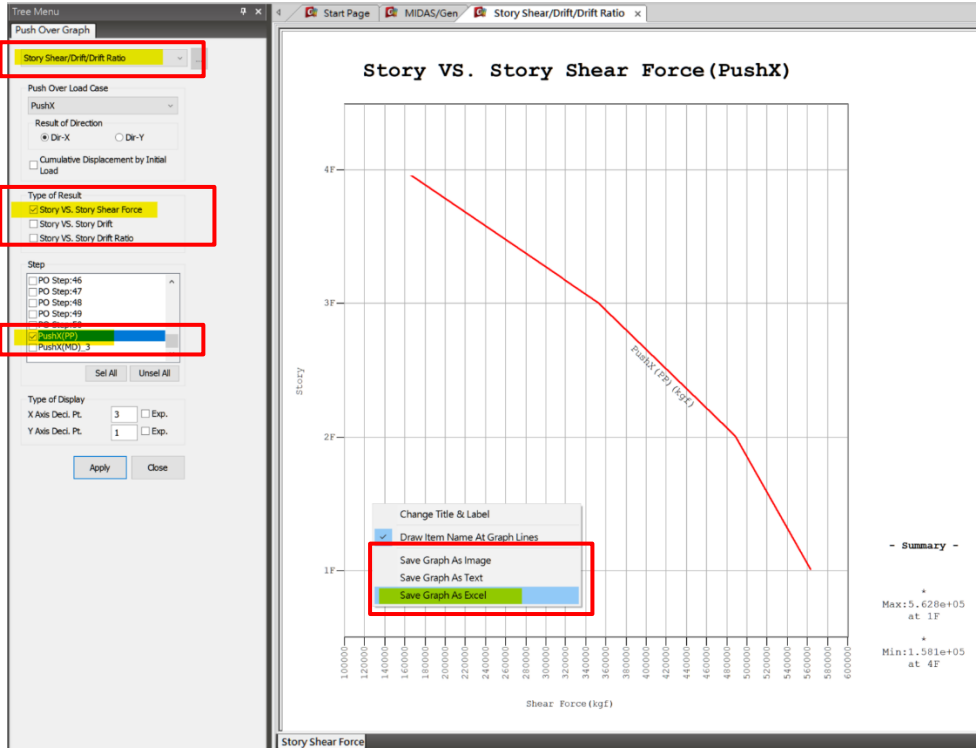 Tree Menu
Push Over Graph
Story Shear/Drift/Drift Ratio
...
Push Over Load Case
PushX
Result of Direction
Dir-X Dir-Y
Cumulative Displacement by Initial
Load
Type of Result
Story VS. Story Shear Force
Story VS. Story Drift
Story VS. Story Drift Ratio
Step
PO Step:46
PO Step:47
PO Step:48
PO Step:49
PushX(PP)
PushX(MD)_3
Sel All Unsel All
Type of Display
X Axis Deci. Pt. 3 Exp.
Y Axis Deci. Pt. 1 Exp.
Apply Close
Start Page MIDAS/Gen Story Shear/Drift/Drift Ratio
Story VS. Story Shear Force(PushX)
4F
3F
2F
1F
Story
PushX(PP)(kgf)
Change Title & Label
Draw Item Name At Graph Lines
Save Graph As Image
Save Graph As Text
Save Graph As Excel
100000 120000 140000 160000 180000 200000 220000 240000 260000 280000 300000 320000 340000 360000 380000 400000 420000 440000 460000 480000 500000 520000 540000 560000 580000 600000
Shear Force(kgf)
- Summary -
*
Max:5.628e+05
at 1F
*
Min:1.581e+05
at 4F
Story Shear Force